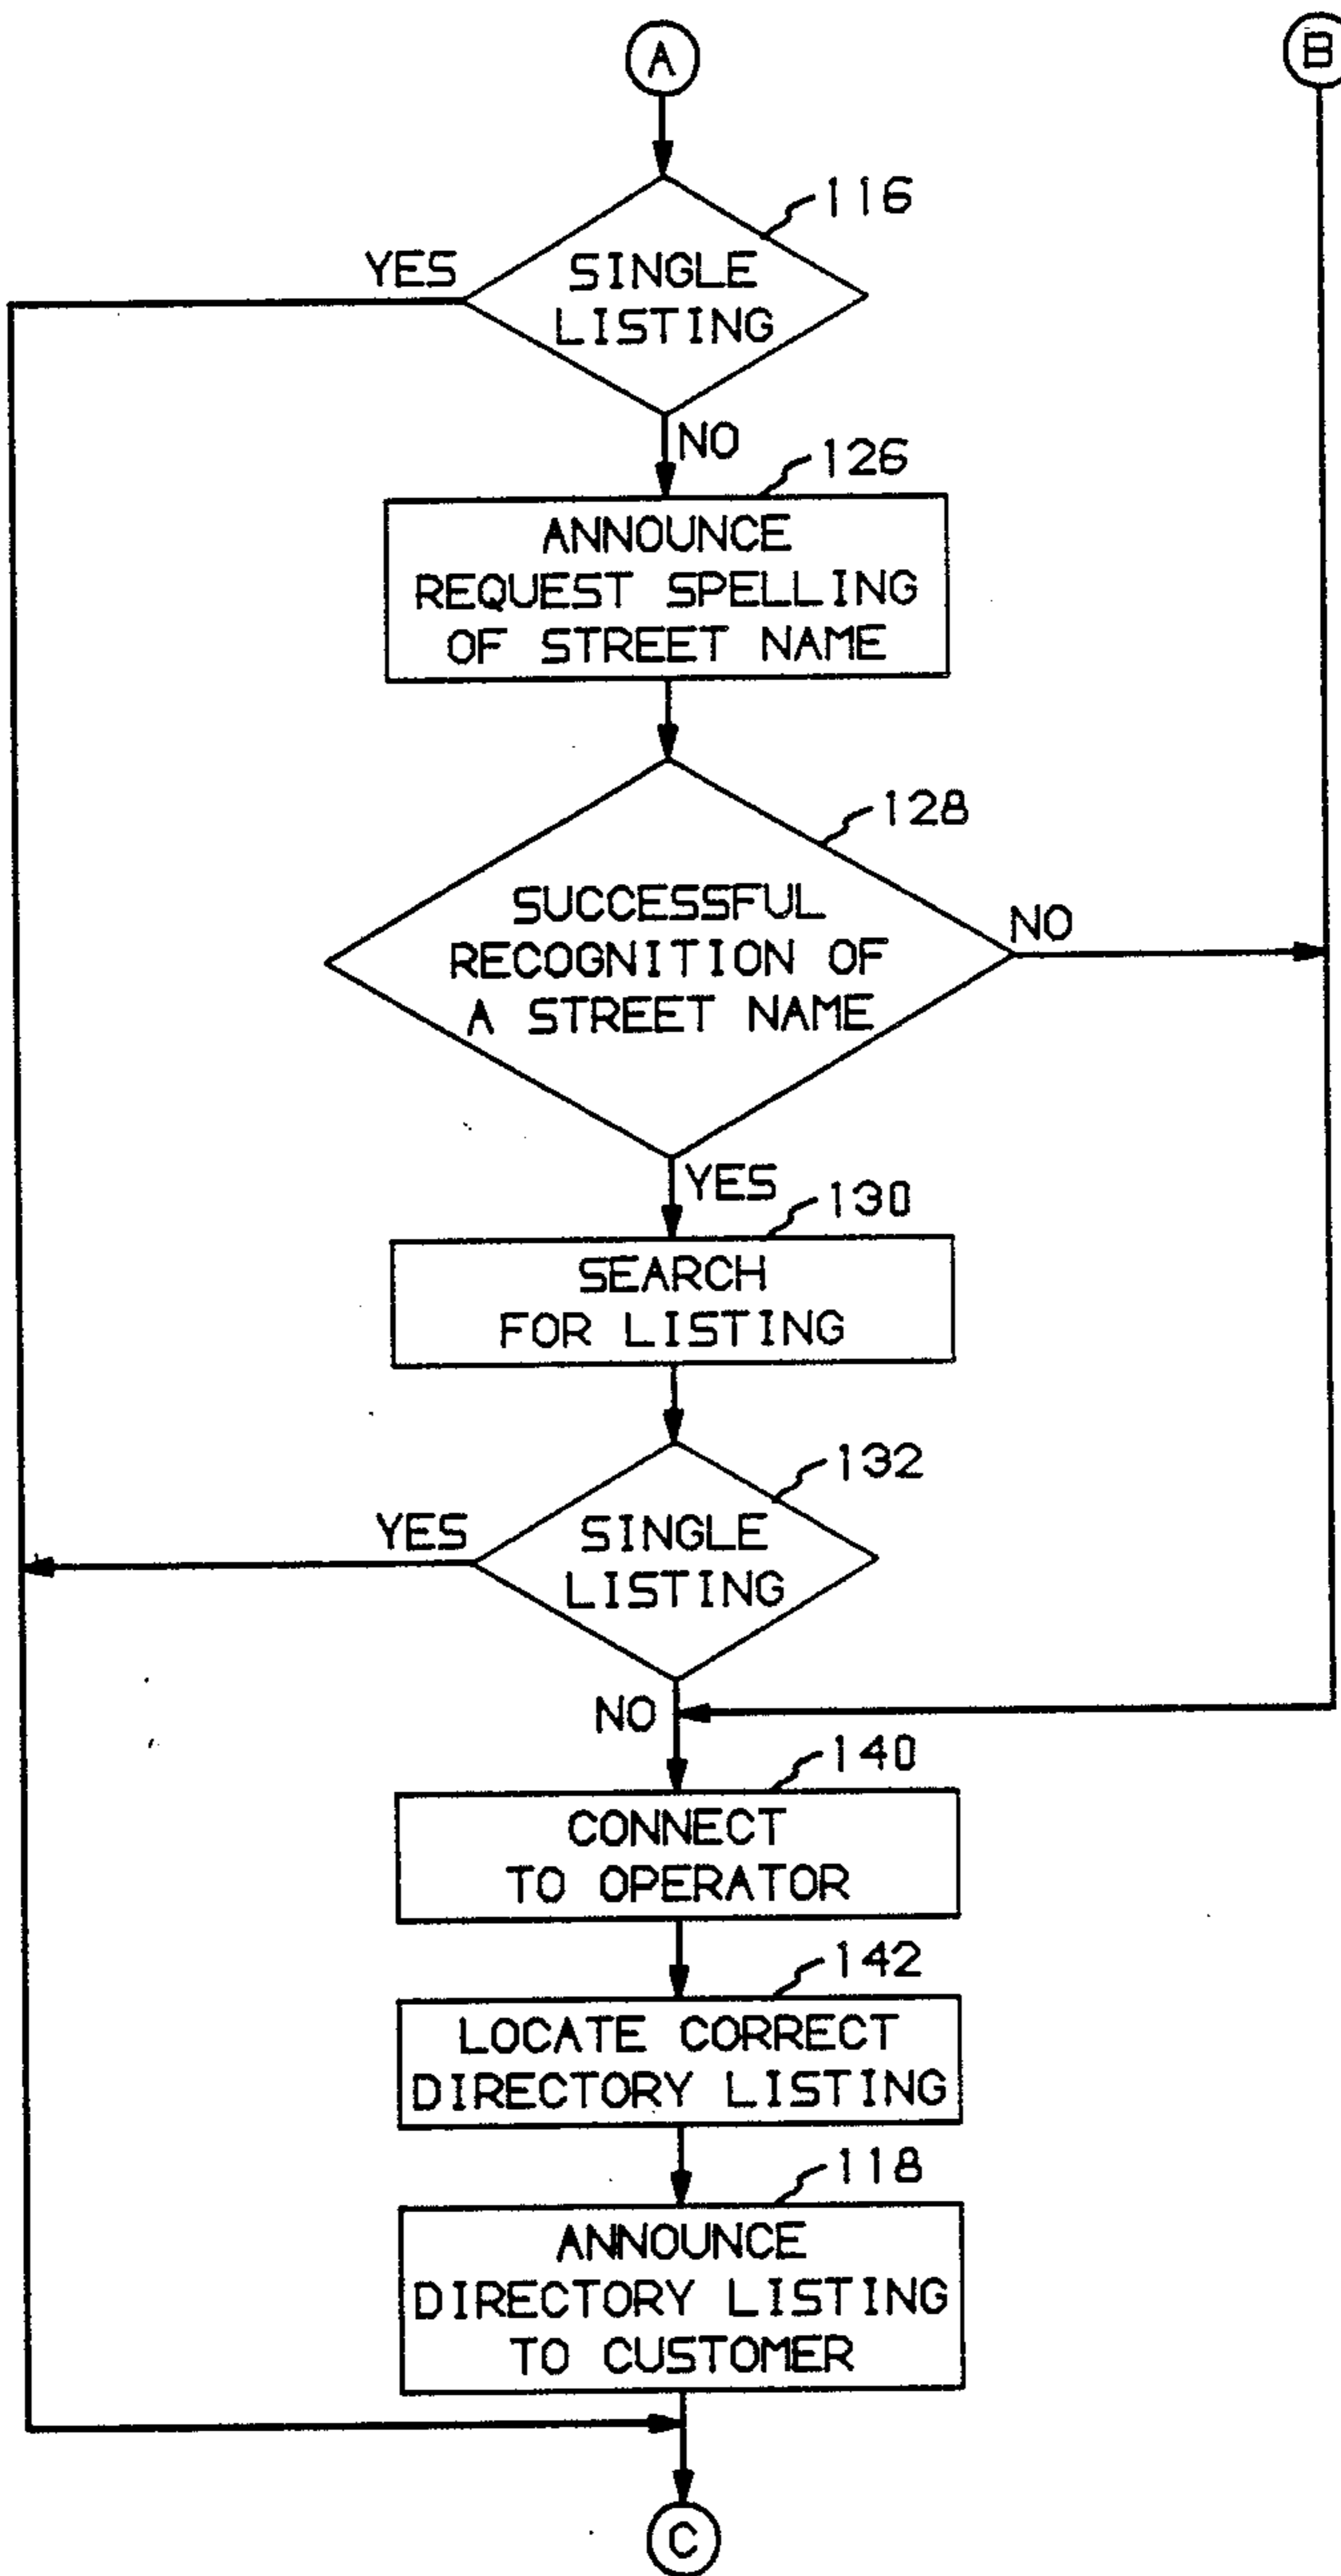 A
B
116
YES
SINGLE
LISTING
NO
126
ANNOUNCE
REQUEST SPELLING
OF STREET NAME
128
SUCCESSFUL
RECOGNITION OF
A STREET NAME
NO
YES
130
SEARCH
FOR LISTING
132
YES
SINGLE
LISTING
NO
140
CONNECT
TO OPERATOR
142
LOCATE CORRECT
DIRECTORY LISTING
118
ANNOUNCE
DIRECTORY LISTING
TO CUSTOMER
C